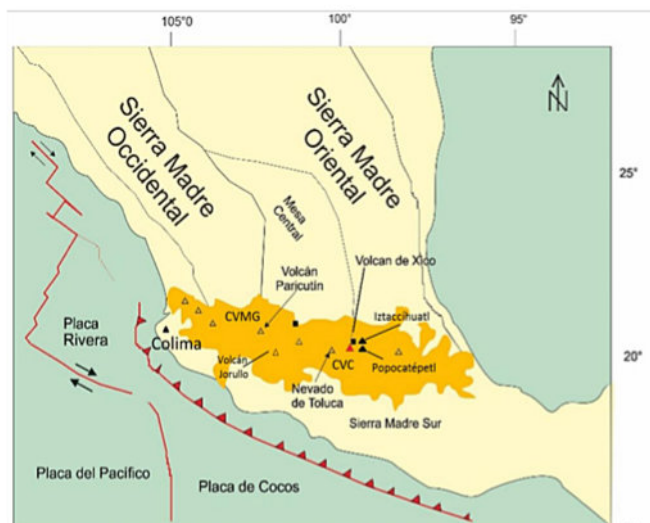 105°0
100°
95°
N
25°
20°
Sierra Madre
Occidental
Sierra Madre
Oriental
Mesa
Central
Volcan de Xico
Volcán
Paricutín
Iztaccihuatl
CVMG
Placa
Rivera
Colima
Volcán
Jorullo
CVC
Popocatépetl
Nevado
de Toluca
Sierra Madre Sur
Placa del Pacífico
Placa de Cocos